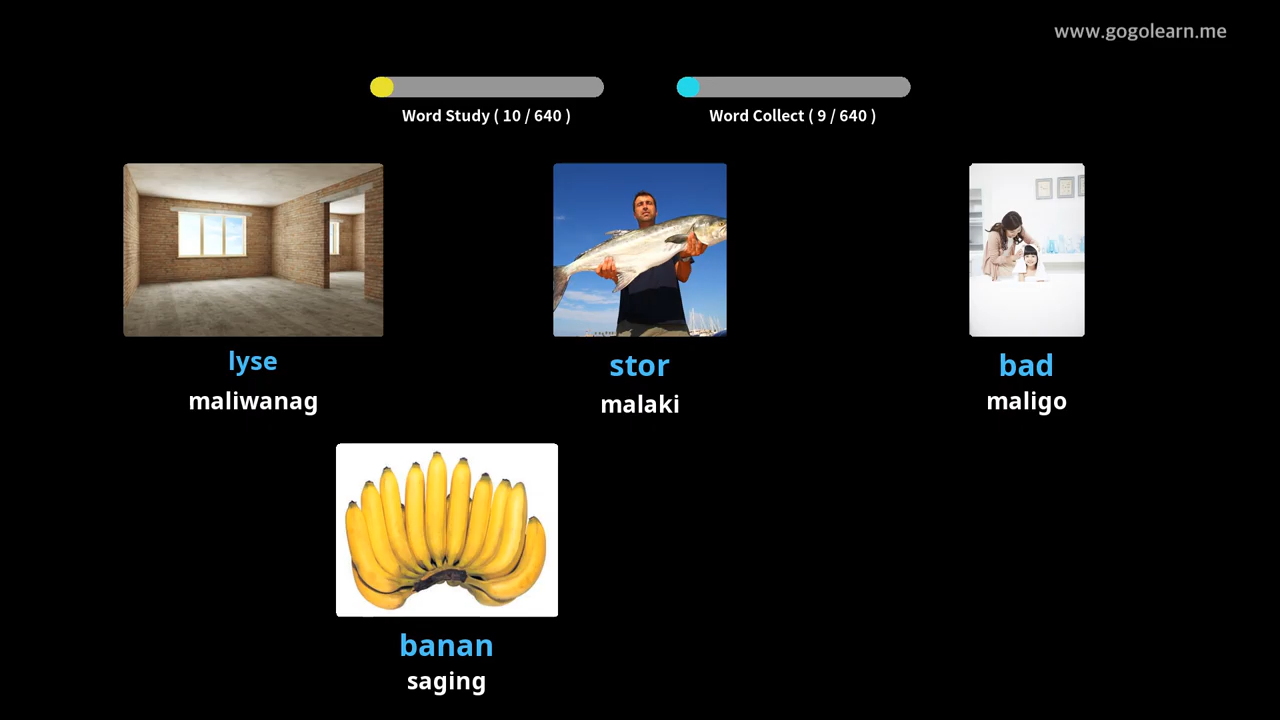 www.gogolearn.me
Word Study ( 10 / 640 )
Word Collect ( 9 / 640 )
lyse
maliwanag
stor
malaki
bad
maligo
banan
saging